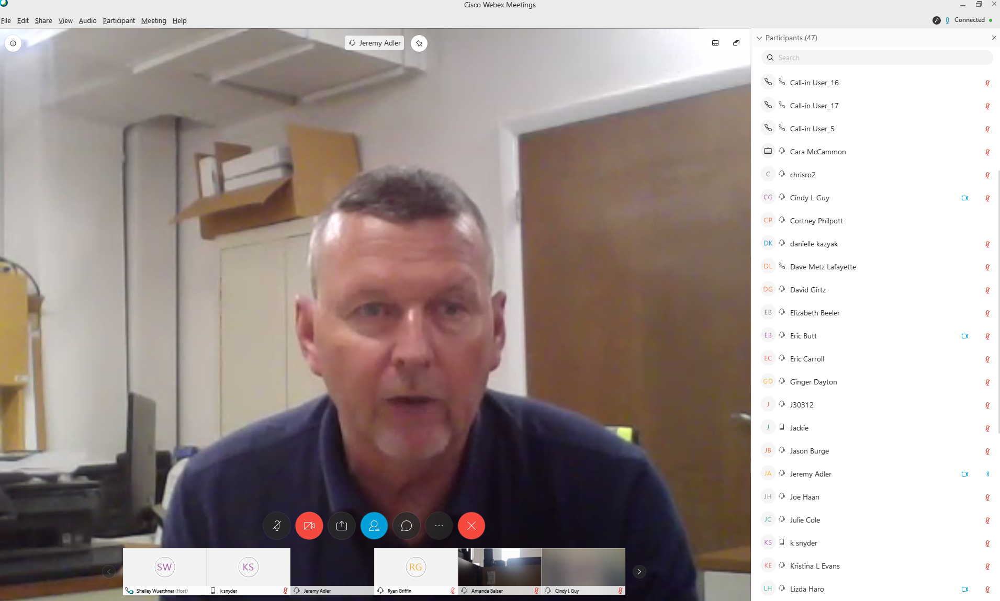 Cisco Webex Meetings
File Edit Share View Audio Participant Meeting Help
Connected
Jeremy Adler
Participants (47)
Search
Call-in User_16
Call-in User_17
Call-in User_5
Cara McCammon
C chrisro2
CG Cindy L Guy
CP Cortney Philpott
DK danielle kazyak
DL Dave Metz Lafayette
DG David Girtz
EB Elizabeth Beeler
EB Eric Butt
EC Eric Carroll
GD Ginger Dayton
J J30312
J Jackie
JB Jason Burge
JA Jeremy Adler
JH Joe Haan
JC Julie Cole
KS k snyder
KE Kristina L Evans
LH Lizda Haro
SW
KS
RG
Shelley Wuerthner (Host)
k snyder
Jeremy Adler
Ryan Griffin
Amanda Balser
Cindy L Guy